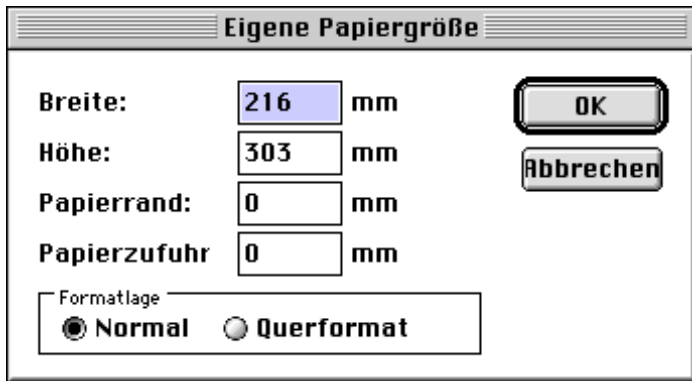 Eigene Papiergröße
Breite: 216 mm OK
Höhe: 303 mm Abbrechen
Papierrand: 0 mm
Papierzufuhr 0 mm
Formatlage
Normal Querformat